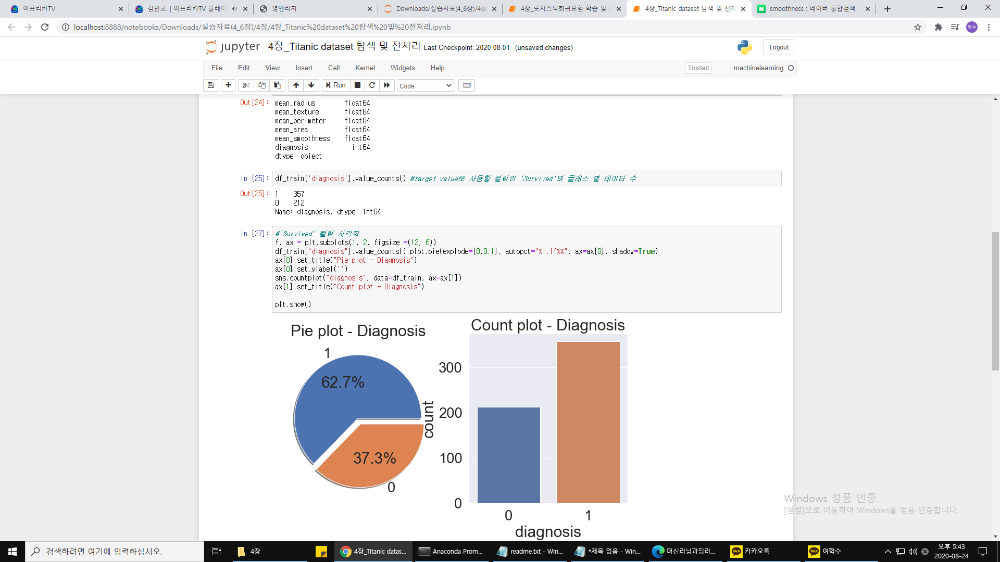 아프리카TV
김민교. | 아프리카TV 플레이
영앤리치
Downloads/실습자료(4_6장)/4장
4장_로지스틱회귀모형 학습 및
4장_Titanic dataset 탐색 및 전처
smoothness : 네이버 통합검색
localhost:8888/notebooks/Downloads/실습자료(4_6장)/4장/4장_Titanic%20dataset%20탐색%20및%20전처리.ipynb
혁수
jupyter 4장_Titanic dataset 탐색 및 전처리 Last Checkpoint: 2020.08.01 (unsaved changes)
Logout
File Edit View Insert Cell Kernel Widgets Help
Trusted
machinelearning
Run
Code
Out[24]: mean_radius float64
mean_texture float64
mean_perimeter float64
mean_area float64
mean_smoothness float64
diagnosis int64
dtype: object
In [25]: df_train['diagnosis'].value_counts() #target value로 사용할 컬럼인 'Survived'의 클래스 별 데이터 수
Out[25]: 1 357
0 212
Name: diagnosis, dtype: int64
In [27]: #'Survived' 컬럼 시각화
f, ax = plt.subplots(1, 2, figsize =(12, 6))
df_train["diagnosis"].value_counts().plot.pie(explode=[0,0.1], autopct="%1.1f%%", ax=ax[0], shadow=True)
ax[0].set_title("Pie plot - Diagnosis")
ax[0].set_ylabel('')
sns.countplot("diagnosis", data=df_train, ax=ax[1])
ax[1].set_title("Count plot - Diagnosis")
plt.show()
Pie plot - Diagnosis
1
62.7%
37.3%
0
Count plot - Diagnosis
count
300
200
100
0
0 1
diagnosis
Windows 정품 인증
[설정]으로 이동하여 Windows를 정품 인증합니다.
검색하려면 여기에 입력하십시오.
4장
4장_Titanic datas...
Anaconda Prom...
readme.txt - Win...
*제목 없음 - Win...
머신러닝과딥러...
TALK
카카오톡
TALK
여혁수
오후 5:43
2020-08-24